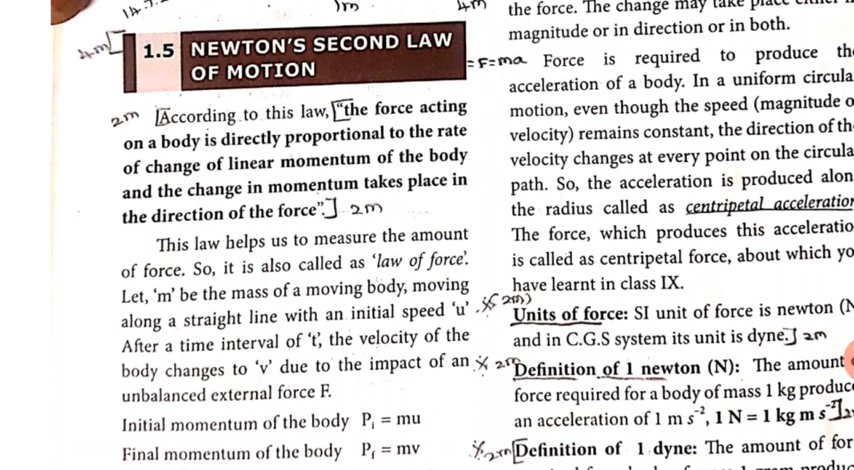 14.7.
1m
4m
4m
1.5 NEWTON'S SECOND LAW
OF MOTION
2m According to this law, "the force acting
on a body is directly proportional to the rate
of change of linear momentum of the body
and the change in momentum takes place in
the direction of the force". 2m
This law helps us to measure the amount
of force. So, it is also called as 'law of force'.
Let, 'm' be the mass of a moving body, moving
along a straight line with an initial speed 'u'
After a time interval of 't', the velocity of the
body changes to 'v' due to the impact of an
unbalanced external force F.
Initial momentum of the body Pᵢ = mu
Final momentum of the body P_f = mv
the force. The change may take place
magnitude or in direction or in both.
=F=ma Force is required to produce
acceleration of a body. In a uniform
motion, even though the speed (magnitude
velocity) remains constant, the direction of
velocity changes at every point on the
path. So, the acceleration is produced
the radius called as centripetal
The force, which produces this
is called as centripetal force, about which
have learnt in class IX.
2m)
Units of force: SI unit of force is newton
and in C.G.S system its unit is dyne. 2m
2m Definition of 1 newton (N): The amount
force required for a body of mass 1 kg
an acceleration of 1 m s⁻², 1 N = 1 kg m s⁻²
2m Definition of 1 dyne: The amount of